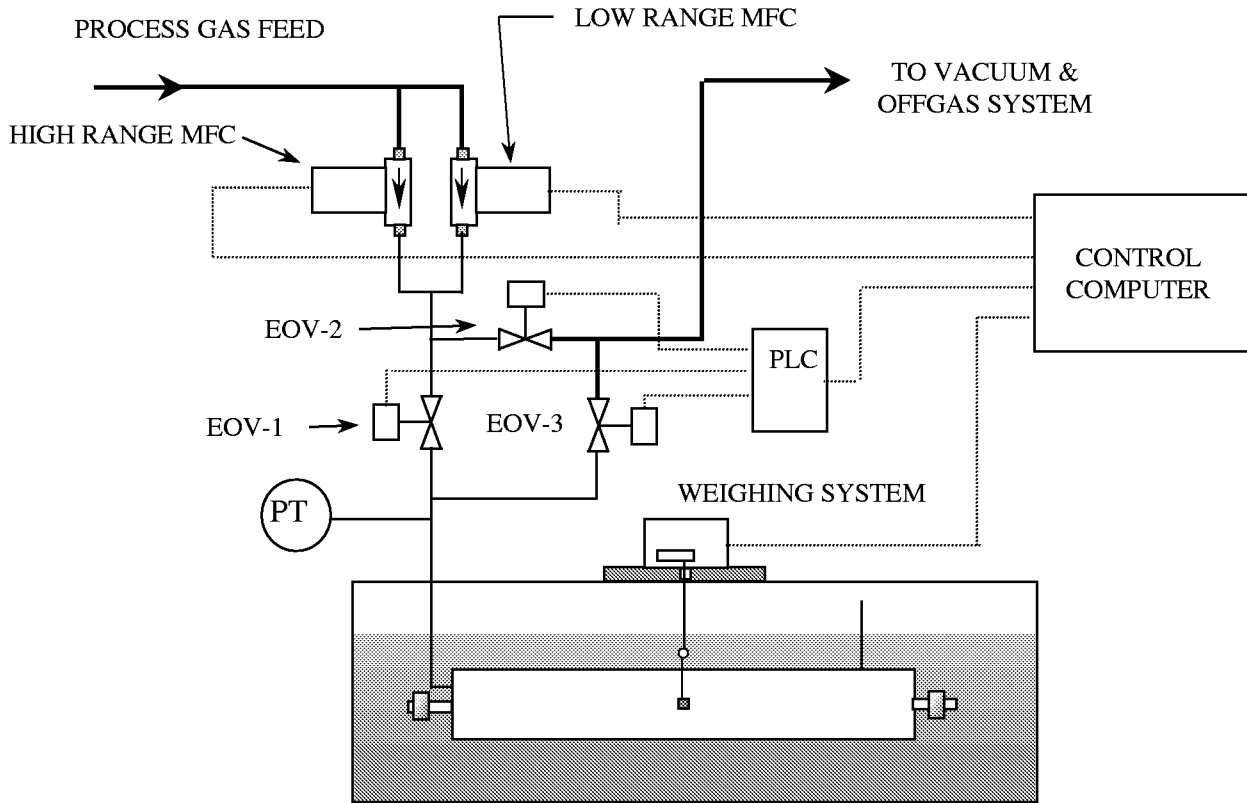 LOW RANGE MFC
PROCESS GAS FEED
TO VACUUM &
OFFGAS SYSTEM
HIGH RANGE MFC
CONTROL
COMPUTER
EOV-2
PLC
EOV-1
EOV-3
WEIGHING SYSTEM
PT